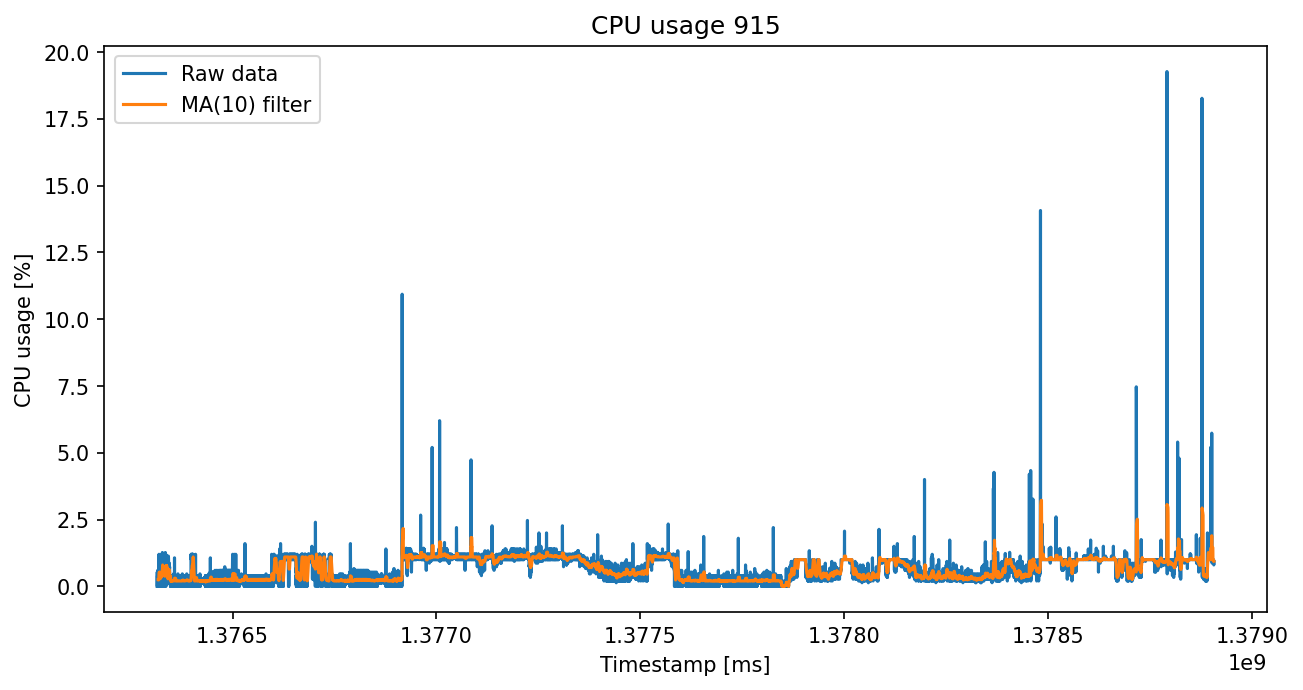 CPU usage 915
Raw data
MA(10) filter
CPU usage [%]
20.0
17.5
15.0
12.5
10.0
7.5
5.0
2.5
0.0
1.3765 1.3770 1.3775 1.3780 1.3785 1.3790
1e9
Timestamp [ms]